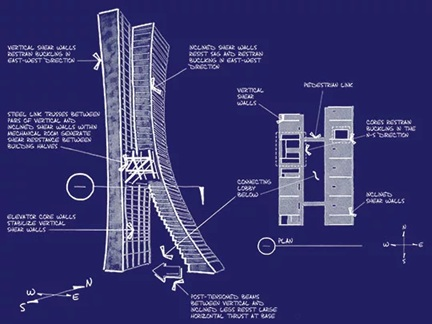 VERTICAL SHEAR WALLS
RESTRAIN BUCKLING IN
EAST-WEST DIRECTION
INCLINED SHEAR WALLS
RESIST SAG AND RESTRAIN
BUCKLING IN EAST-WEST
DIRECTION
STEEL LINK TRUSSES BETWEEN
PAIRS OF VERTICAL AND
INCLINED SHEAR WALLS WITHIN
MECHANICAL ROOM GENERATE
SHEAR RESISTANCE BETWEEN
BUILDING HALVES
ELEVATOR CORE WALLS
STABILIZE VERTICAL
SHEAR WALLS
CONNECTING
LOBBY
BELOW
POST-TENSIONED BEAMS
BETWEEN VERTICAL AND
INCLINED LEGS RESIST LARGE
HORIZONTAL THRUST AT BASE
N
W
E
S
VERTICAL
SHEAR
WALLS
PEDESTRIAN LINK
CORES RESTRAIN
BUCKLING IN THE
N-S DIRECTION
INCLINED
SHEAR WALLS
PLAN
N
W
E
S